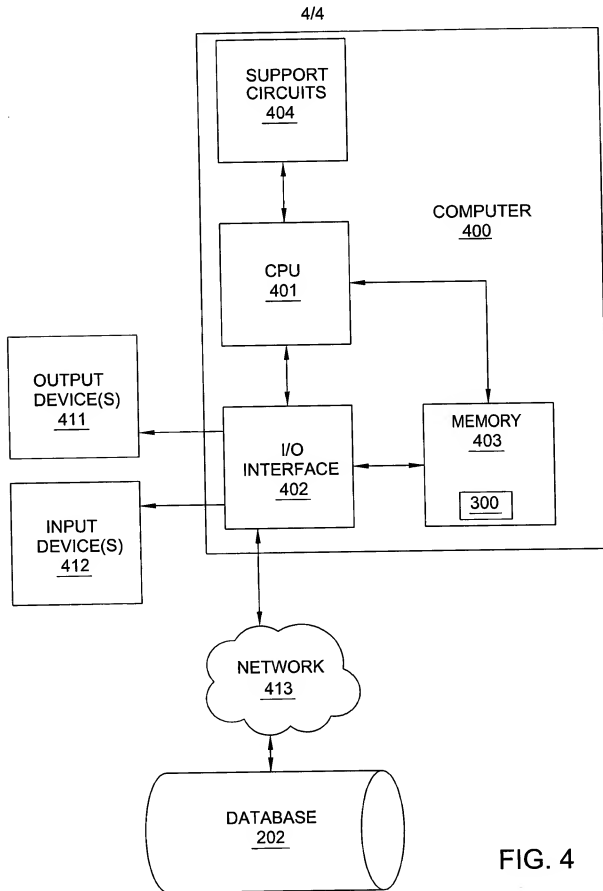 4/4
SUPPORT
CIRCUITS
404
COMPUTER
400
CPU
401
OUTPUT
DEVICE(S)
411
I/O
INTERFACE
402
MEMORY
403
300
INPUT
DEVICE(S)
412
NETWORK
413
DATABASE
202
FIG. 4